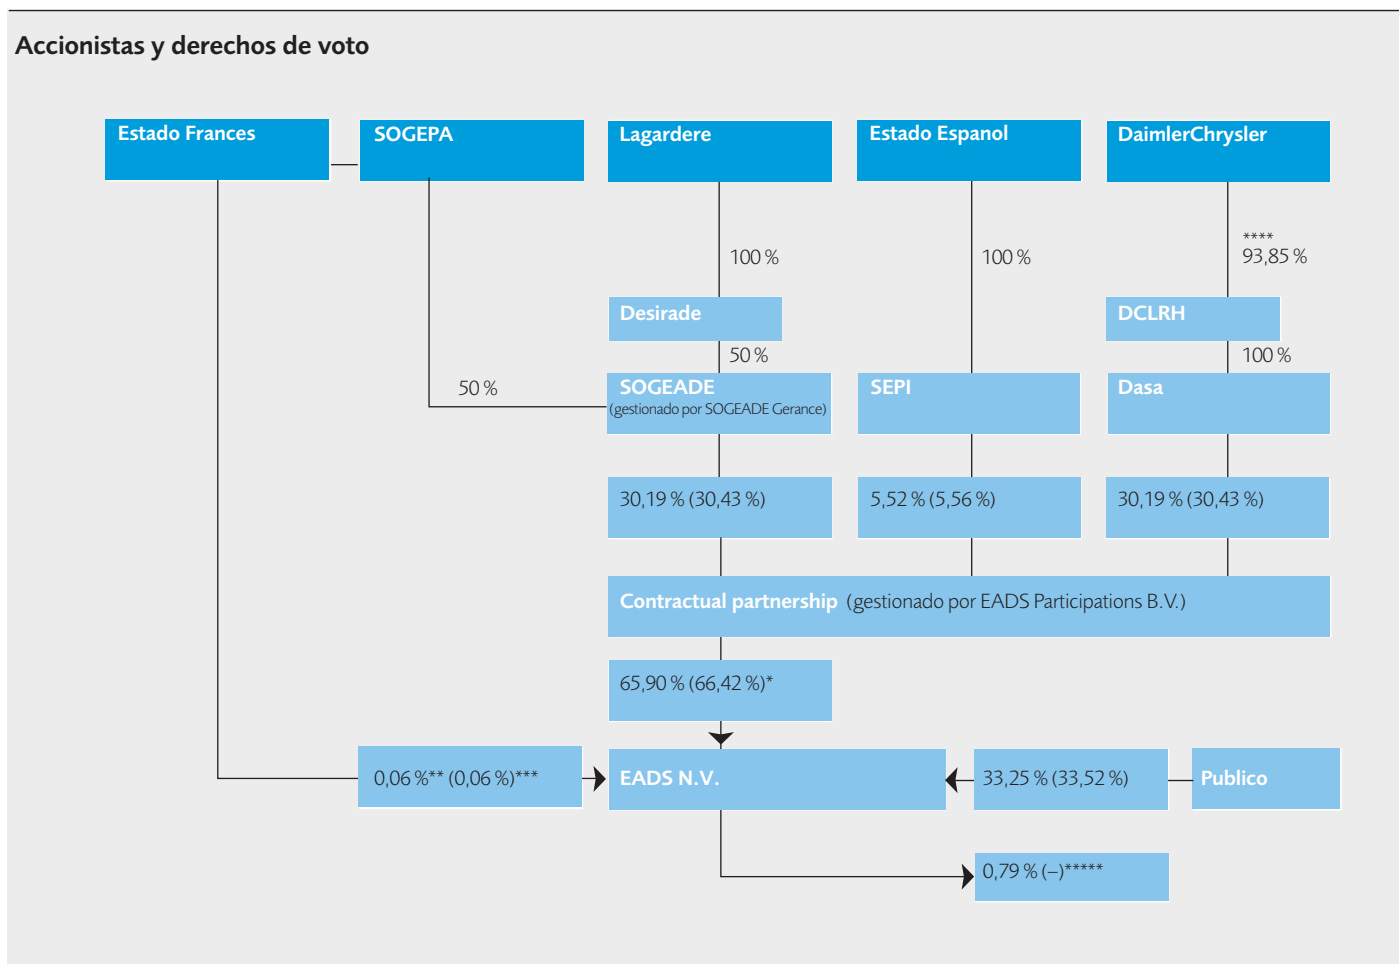 Accionistas y derechos de voto
Estado Frances
SOGEPA
Lagardere
Estado Espanol
DaimlerChrysler
100 %
100 %
****
93,85 %
Desirade
DCLRH
50 %
100 %
50 %
SOGEADE
(gestionado por SOGEADE Gerance)
SEPI
Dasa
30,19 % (30,43 %)
5,52 % (5,56 %)
30,19 % (30,43 %)
Contractual partnership (gestionado por EADS Participations B.V.)
65,90 % (66,42 %)*
0,06 %** (0,06 %)***
EADS N.V.
33,25 % (33,52 %)
Publico
0,79 % (–)*****